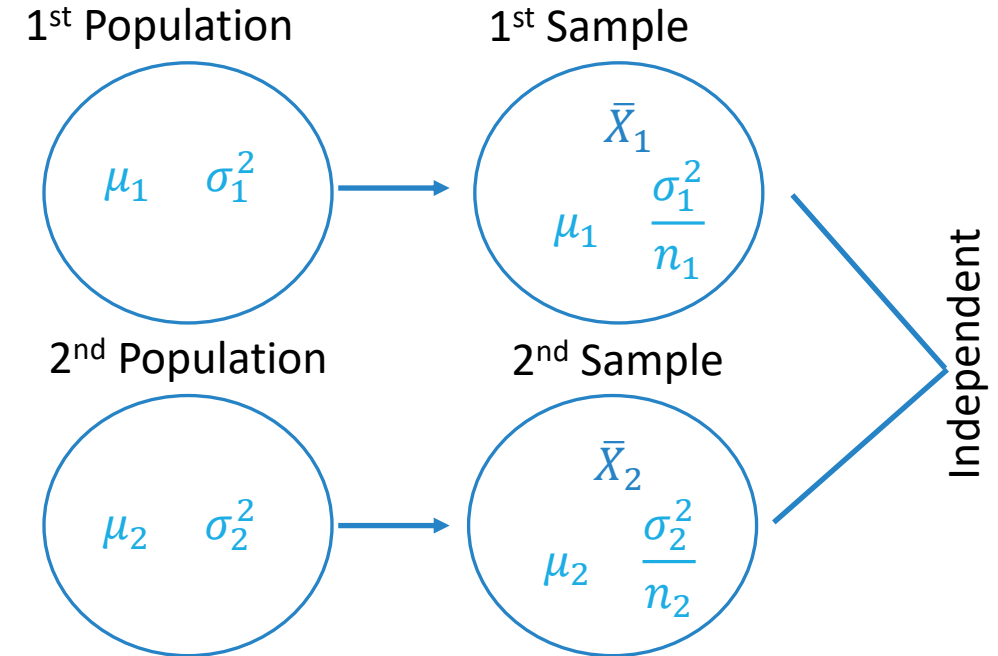 1st Population
1st Sample
μ₁ σ₁²
X̄₁
μ₁ σ₁²/n₁
2nd Population
2nd Sample
μ₂ σ₂²
X̄₂
μ₂ σ₂²/n₂
Independent